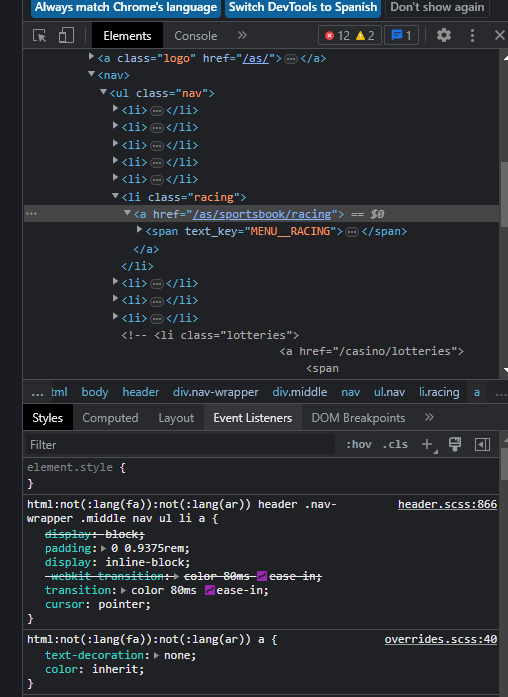 Always match Chrome's language Switch DevTools to Spanish Don't show again
Elements Console » 12 2 1
<a class="logo" href="/as/">…</a>
<nav>
<ul class="nav">
<li>…</li>
<li>…</li>
<li>…</li>
<li>…</li>
<li>…</li>
<li class="racing">
… <a href="/as/sportsbook/racing"> == $0
<span text_key="MENU__RACING">…</span>
</a>
</li>
<li>…</li>
<li>…</li>
<li>…</li>
<!-- <li class="lotteries">
<a href="/casino/lotteries">
<span
… tml body header div.nav-wrapper div.middle nav ul.nav li.racing a …
Styles Computed Layout Event Listeners DOM Breakpoints »
Filter :hov .cls +
element.style {
}
html:not(:lang(fa)):not(:lang(ar)) header .nav- header.scss:866
wrapper .middle nav ul li a {
display: block;
padding: 0 0.9375rem;
display: inline-block;
-webkit-transition: color 80ms ease-in;
transition: color 80ms ease-in;
cursor: pointer;
}
html:not(:lang(fa)):not(:lang(ar)) a { overrides.scss:40
text-decoration: none;
color: inherit;
}